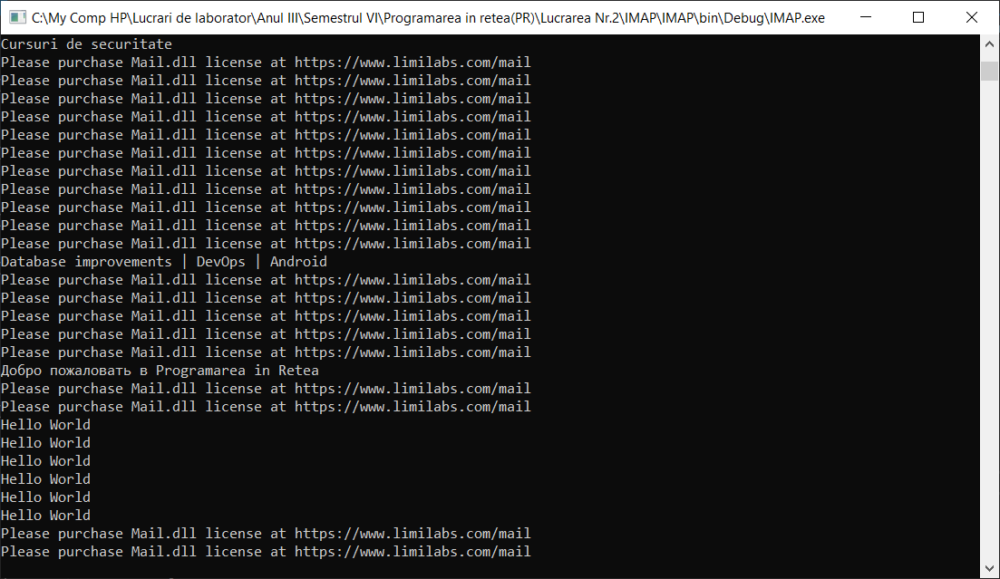 C:\My Comp HP\Lucrari de laborator\Anul III\Semestrul VI\Programarea in retea(PR)\Lucrarea Nr.2\IMAP\IMAP\bin\Debug\IMAP.exe
Cursuri de securitate
Please purchase Mail.dll license at https://www.limilabs.com/mail
Please purchase Mail.dll license at https://www.limilabs.com/mail
Please purchase Mail.dll license at https://www.limilabs.com/mail
Please purchase Mail.dll license at https://www.limilabs.com/mail
Please purchase Mail.dll license at https://www.limilabs.com/mail
Please purchase Mail.dll license at https://www.limilabs.com/mail
Please purchase Mail.dll license at https://www.limilabs.com/mail
Please purchase Mail.dll license at https://www.limilabs.com/mail
Please purchase Mail.dll license at https://www.limilabs.com/mail
Please purchase Mail.dll license at https://www.limilabs.com/mail
Please purchase Mail.dll license at https://www.limilabs.com/mail
Database improvements | DevOps | Android
Please purchase Mail.dll license at https://www.limilabs.com/mail
Please purchase Mail.dll license at https://www.limilabs.com/mail
Please purchase Mail.dll license at https://www.limilabs.com/mail
Please purchase Mail.dll license at https://www.limilabs.com/mail
Please purchase Mail.dll license at https://www.limilabs.com/mail
Добро пожаловать в Programarea in Retea
Please purchase Mail.dll license at https://www.limilabs.com/mail
Please purchase Mail.dll license at https://www.limilabs.com/mail
Hello World
Hello World
Hello World
Hello World
Hello World
Hello World
Please purchase Mail.dll license at https://www.limilabs.com/mail
Please purchase Mail.dll license at https://www.limilabs.com/mail